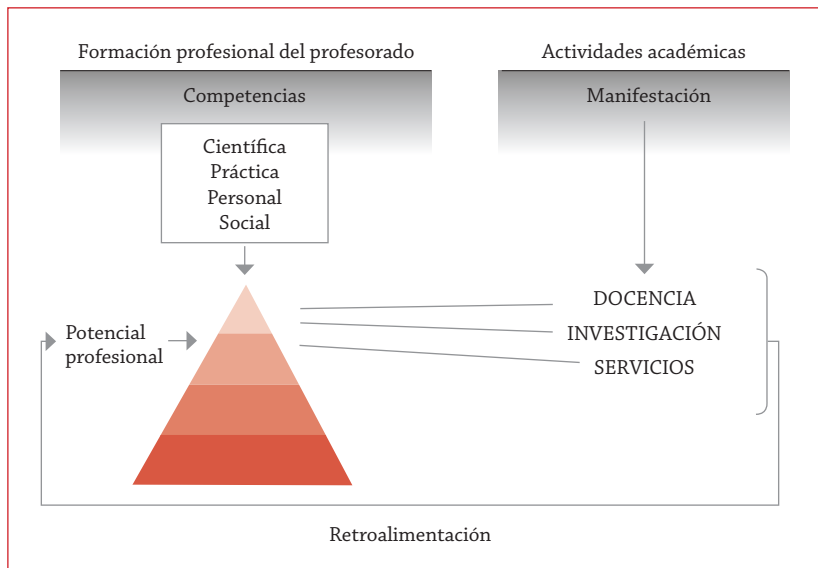 Formación profesional del profesorado
Actividades académicas
Competencias
Manifestación
Científica
Práctica
Personal
Social
Potencial
profesional
DOCENCIA
INVESTIGACIÓN
SERVICIOS
Retroalimentación